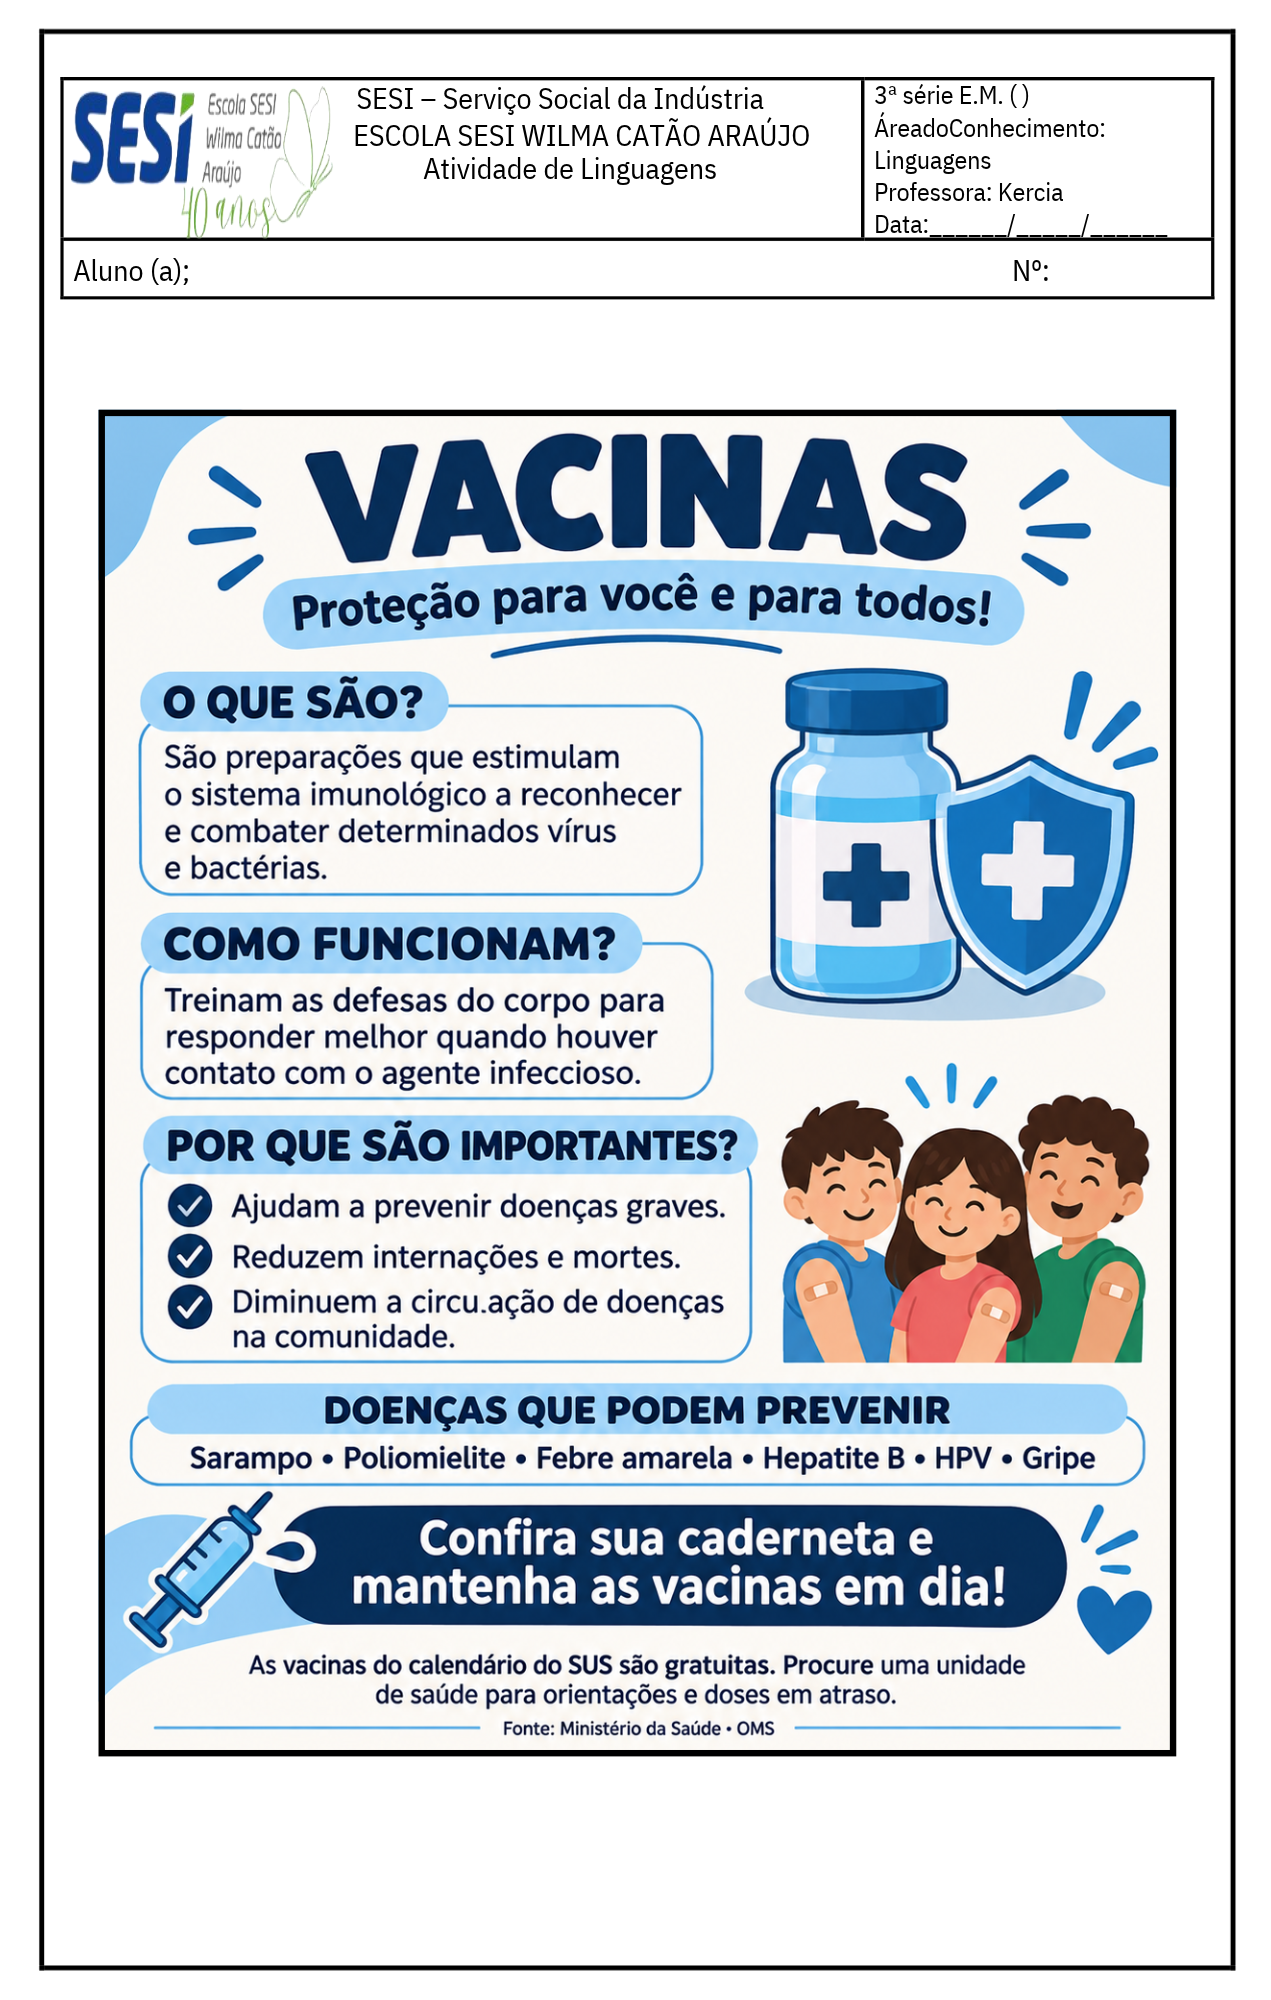 SESI
Escola SESI
Wilma Catão
Araújo
40 anos
SESI – Serviço Social da Indústria
ESCOLA SESI WILMA CATÃO ARAÚJO
Atividade de Linguagens
3ª série E.M. ( )
ÁreadoConhecimento:
Linguagens
Professora: Kercia
Data:______/_____/______
Aluno (a);
Nº:
VACINAS
Proteção para você e para todos!
O QUE SÃO?
São preparações que estimulam
o sistema imunológico a reconhecer
e combater determinados vírus
e bactérias.
COMO FUNCIONAM?
Treinam as defesas do corpo para
responder melhor quando houver
contato com o agente infeccioso.
POR QUE SÃO IMPORTANTES?
Ajudam a prevenir doenças graves.
Reduzem internações e mortes.
Diminuem a circu.ação de doenças
na comunidade.
DOENÇAS QUE PODEM PREVENIR
Sarampo • Poliomielite • Febre amarela • Hepatite B • HPV • Gripe
Confira sua caderneta e
mantenha as vacinas em dia!
As vacinas do calendário do SUS são gratuitas. Procure uma unidade
de saúde para orientações e doses em atraso.
Fonte: Ministério da Saúde • OMS